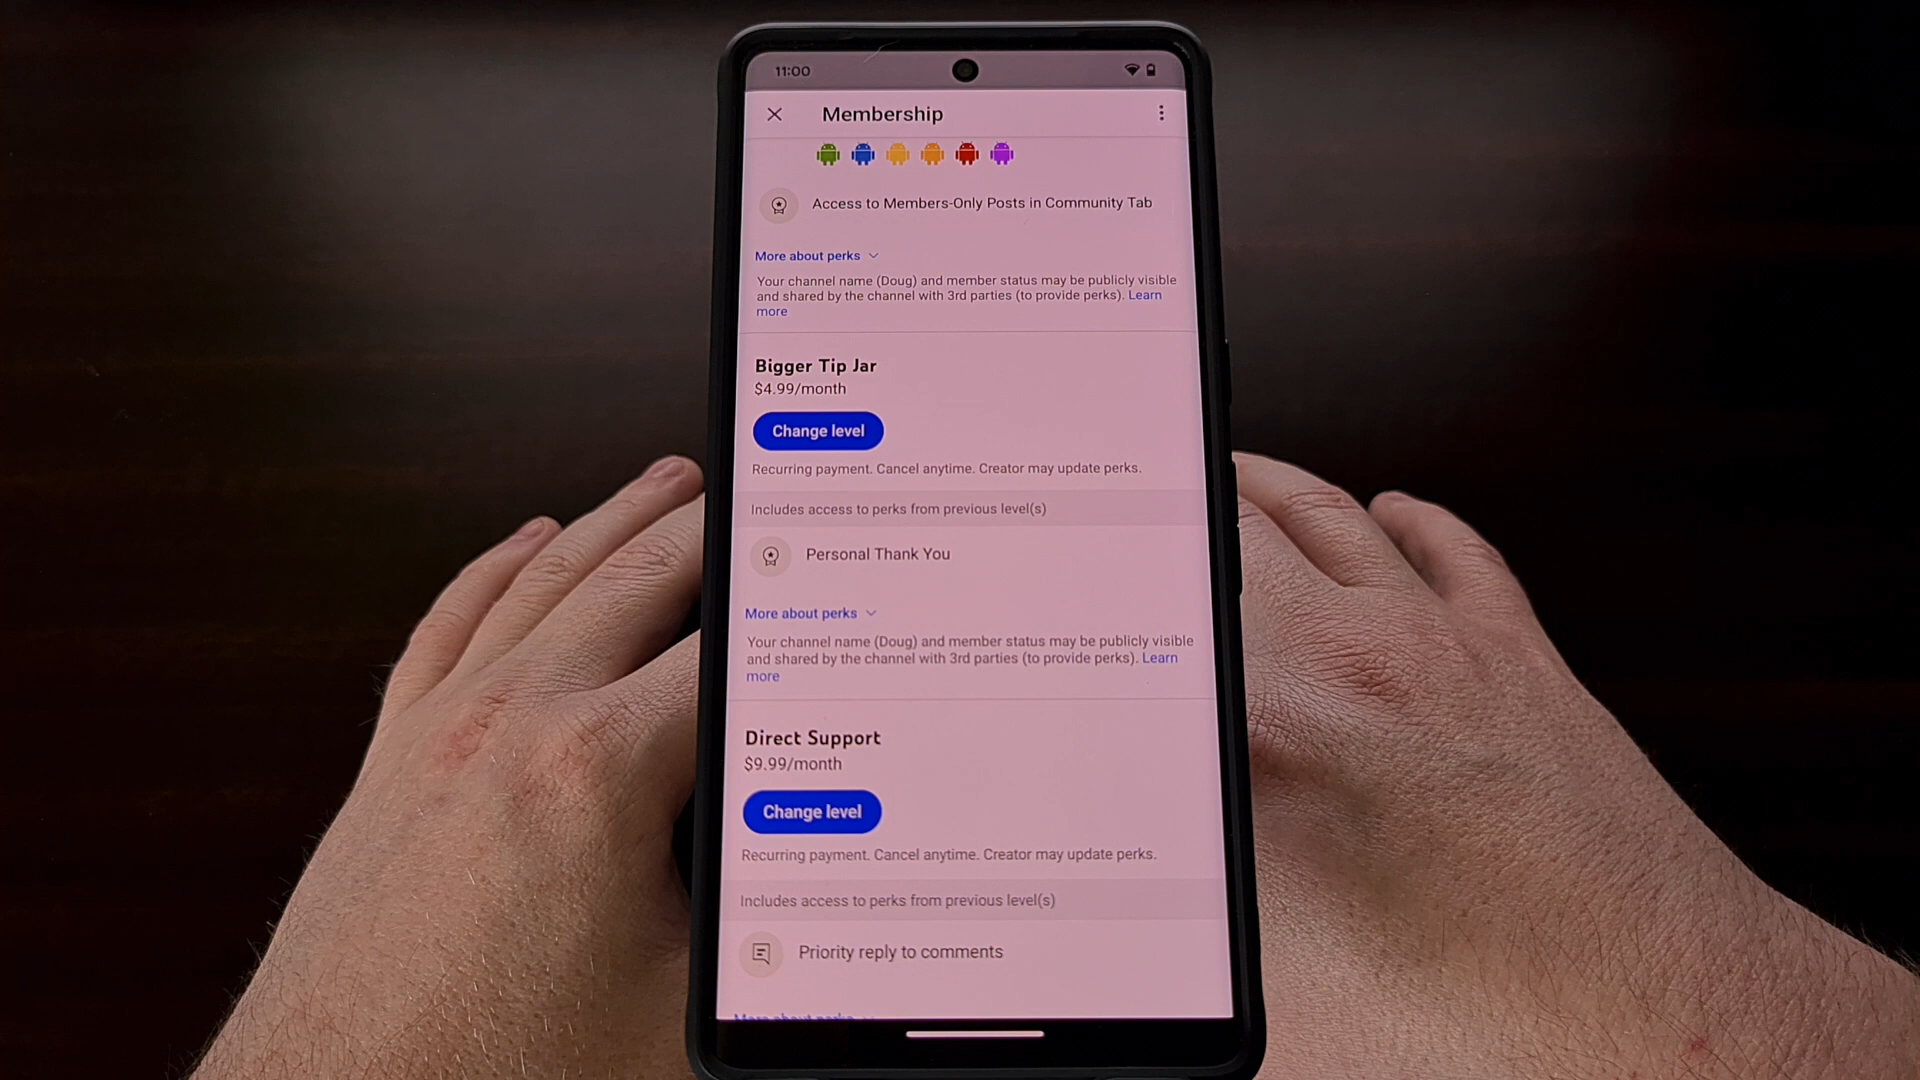 11:00
Membership
Access to Members-Only Posts in Community Tab
More about perks
Your channel name (Doug) and member status may be publicly visible
and shared by the channel with 3rd parties (to provide perks). Learn
more
Bigger Tip Jar
$4.99/month
Change level
Recurring payment. Cancel anytime. Creator may update perks.
Includes access to perks from previous level(s)
Personal Thank You
More about perks
Your channel name (Doug) and member status may be publicly visible
and shared by the channel with 3rd parties (to provide perks). Learn
more
Direct Support
$9.99/month
Change level
Recurring payment. Cancel anytime. Creator may update perks.
Includes access to perks from previous level(s)
Priority reply to comments
More about perks